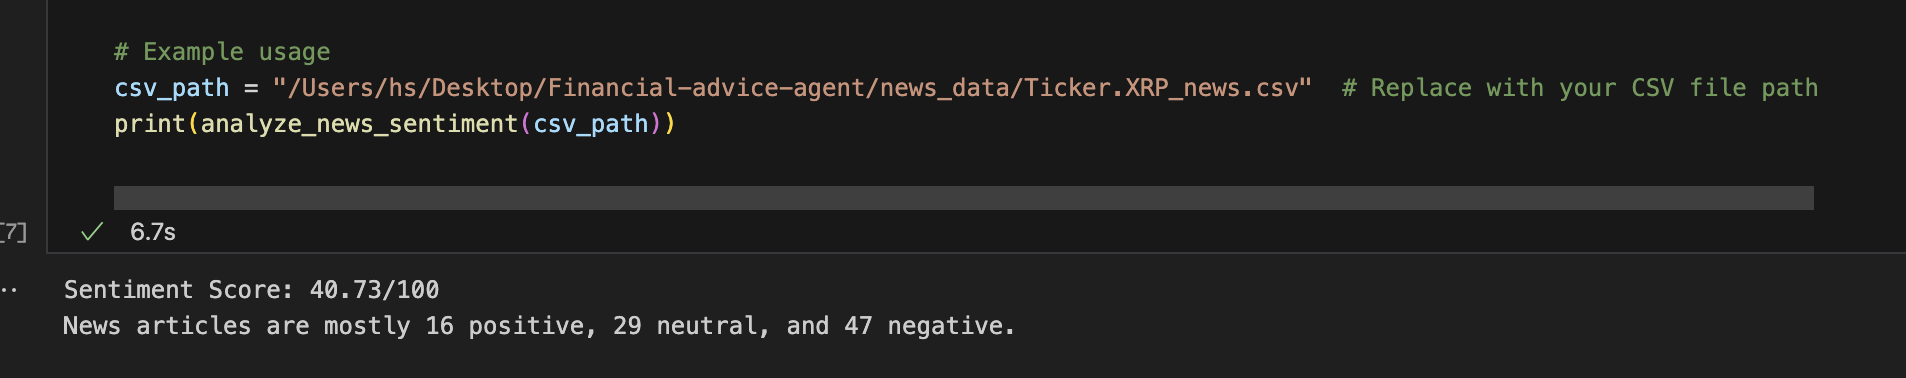 # Example usage
csv_path = "/Users/hs/Desktop/Financial-advice-agent/news_data/Ticker.XRP_news.csv"  # Replace with your CSV file path
print(analyze_news_sentiment(csv_path))
[7]
6.7s
Sentiment Score: 40.73/100
News articles are mostly 16 positive, 29 neutral, and 47 negative.